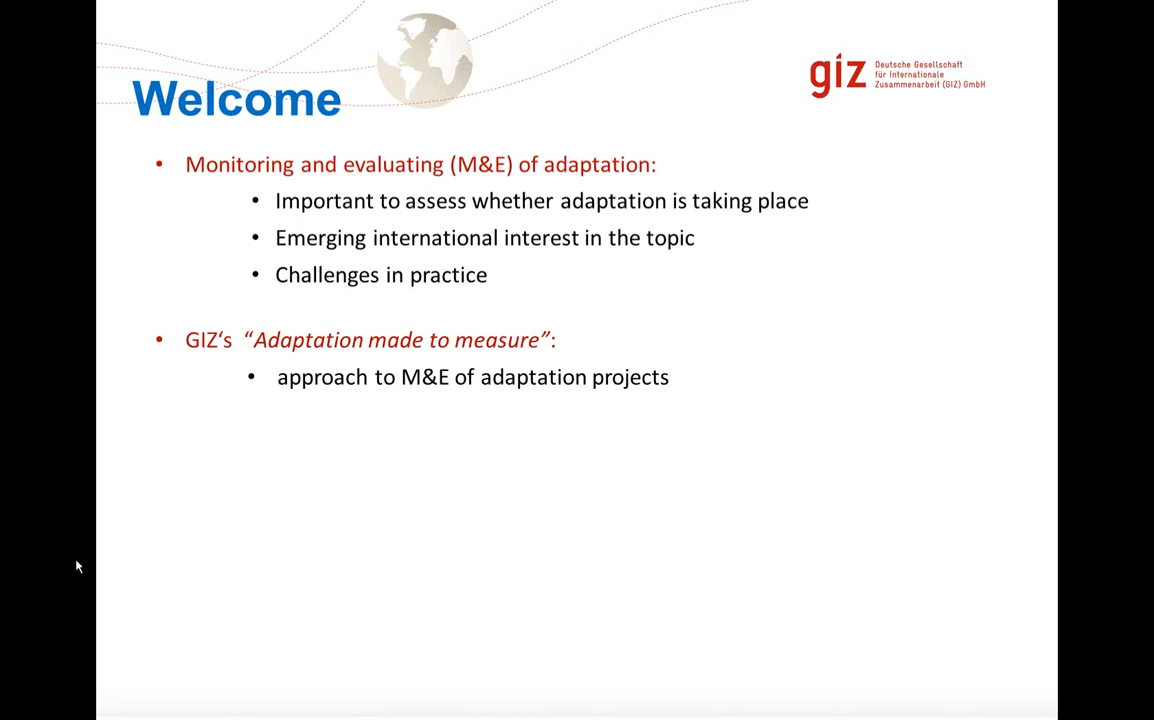 Welcome
giz Deutsche Gesellschaft
für Internationale
Zusammenarbeit (GIZ) GmbH
• Monitoring and evaluating (M&E) of adaptation:
• Important to assess whether adaptation is taking place
• Emerging international interest in the topic
• Challenges in practice
• GIZ‘s “Adaptation made to measure”:
• approach to M&E of adaptation projects